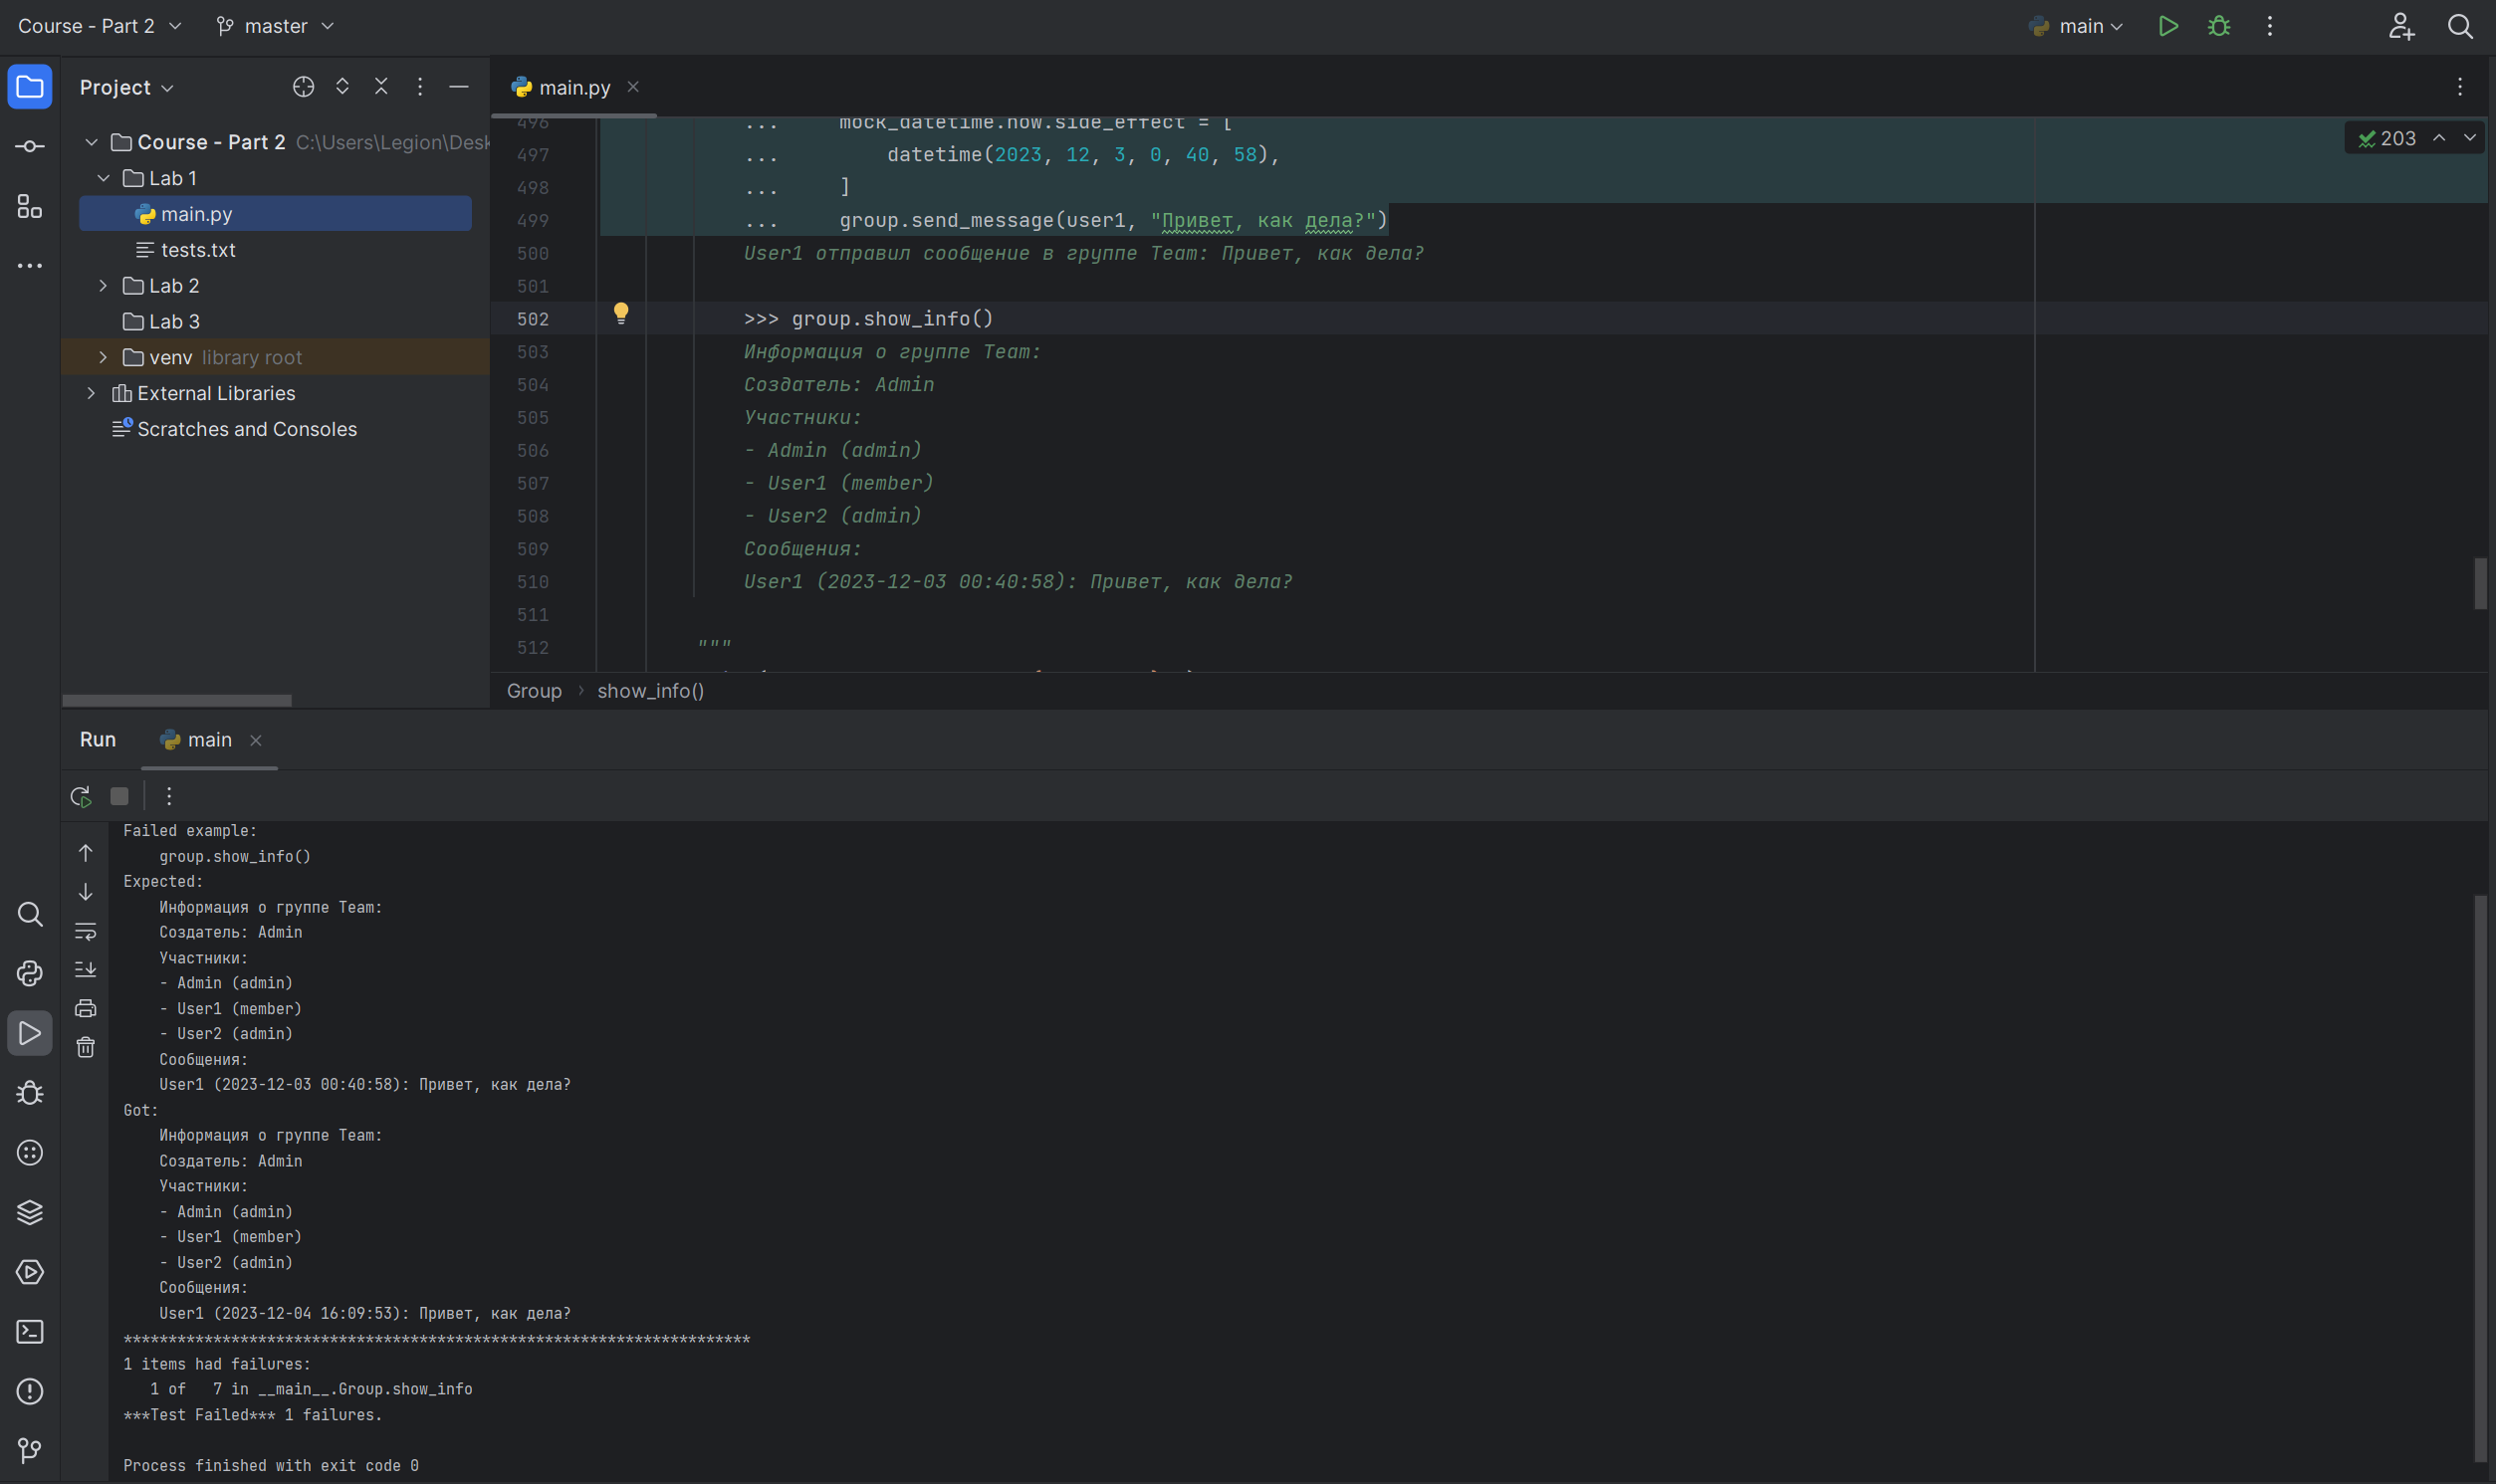 Course - Part 2
master
main
Project
main.py
Course - Part 2 C:\Users\Legion\Desk
Lab 1
main.py
tests.txt
Lab 2
Lab 3
venv library root
External Libraries
Scratches and Consoles
203
496 ... mock_datetime.now.side_effect = [
497 ... datetime(2023, 12, 3, 0, 40, 58),
498 ... ]
499 ... group.send_message(user1, "Привет, как дела?")
500 User1 отправил сообщение в группе Team: Привет, как дела?
501
502 >>> group.show_info()
503 Информация о группе Team:
504 Создатель: Admin
505 Участники:
506 - Admin (admin)
507 - User1 (member)
508 - User2 (admin)
509 Сообщения:
510 User1 (2023-12-03 00:40:58): Привет, как дела?
511
512 """
Group › show_info()
Run
main
Failed example:
group.show_info()
Expected:
Информация о группе Team:
Создатель: Admin
Участники:
- Admin (admin)
- User1 (member)
- User2 (admin)
Сообщения:
User1 (2023-12-03 00:40:58): Привет, как дела?
Got:
Информация о группе Team:
Создатель: Admin
Участники:
- Admin (admin)
- User1 (member)
- User2 (admin)
Сообщения:
User1 (2023-12-04 16:09:53): Привет, как дела?
**********************************************************************
1 items had failures:
1 of 7 in __main__.Group.show_info
***Test Failed*** 1 failures.
Process finished with exit code 0